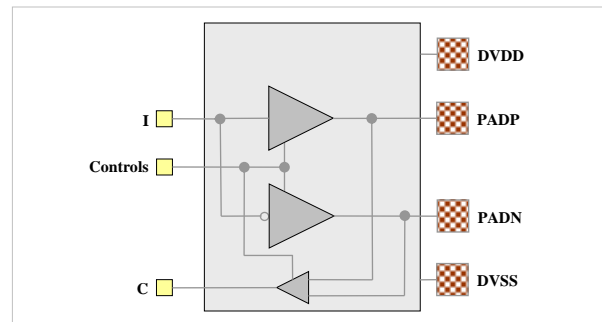 DVDD
I
PADP
Controls
PADN
C
DVSS